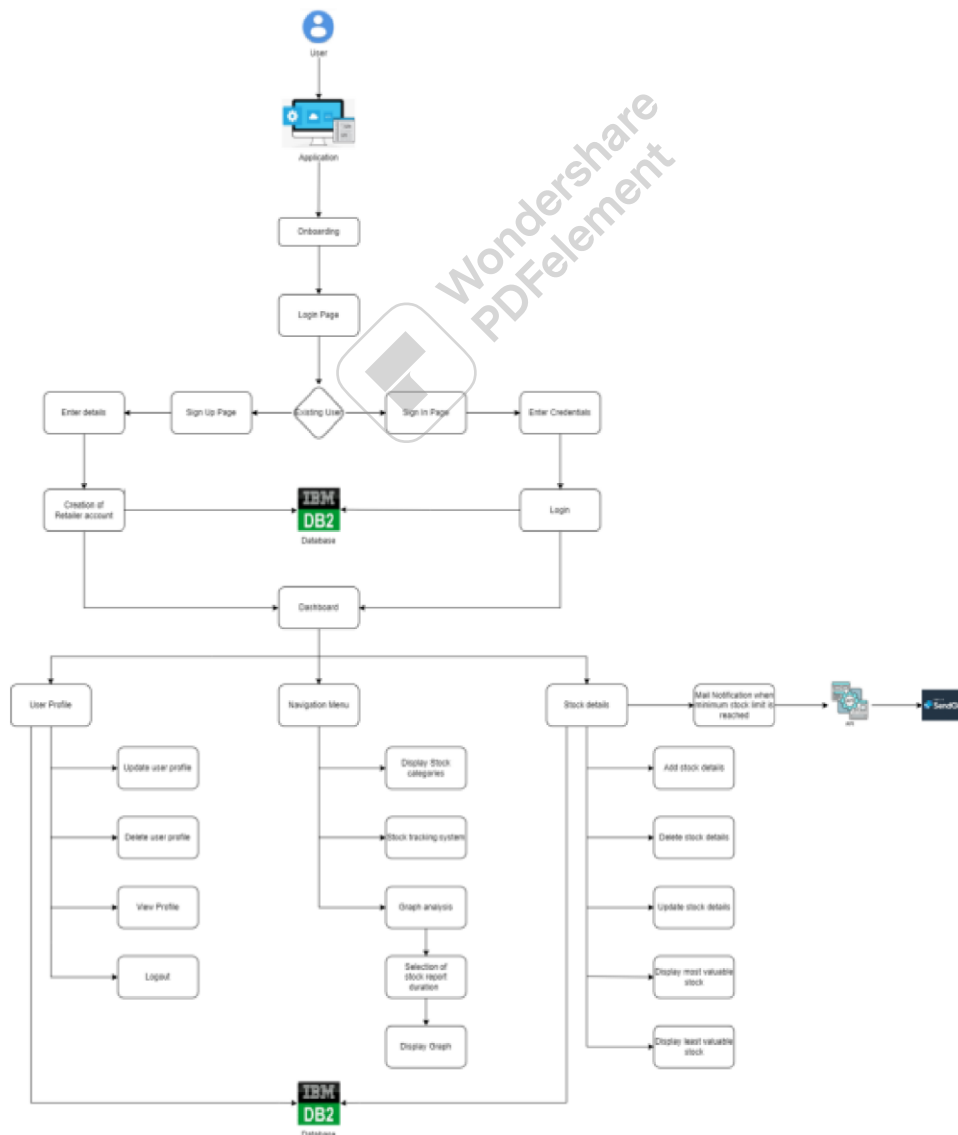 User
Application
Wondershare
PDFelement
Onboarding
Login Page
Enter details
Sign Up Page
Existing User
Sign In Page
Enter Credentials
Creation of
Retailer account
IBM
DB2
Database
Login
Dashboard
User Profile
Navigation Menu
Stock details
Mail Notification when
minimum stock limit is
reached
API
SendGr
Update user profile
Display Stock
categories
Add stock details
Delete user profile
Stock tracking system
Delete stock details
View Profile
Graph analysis
Update stock details
Logout
Selection of
stock report
duration
Display most valuable
stock
Display Graph
Display least valuable
stock
IBM
DB2
Database